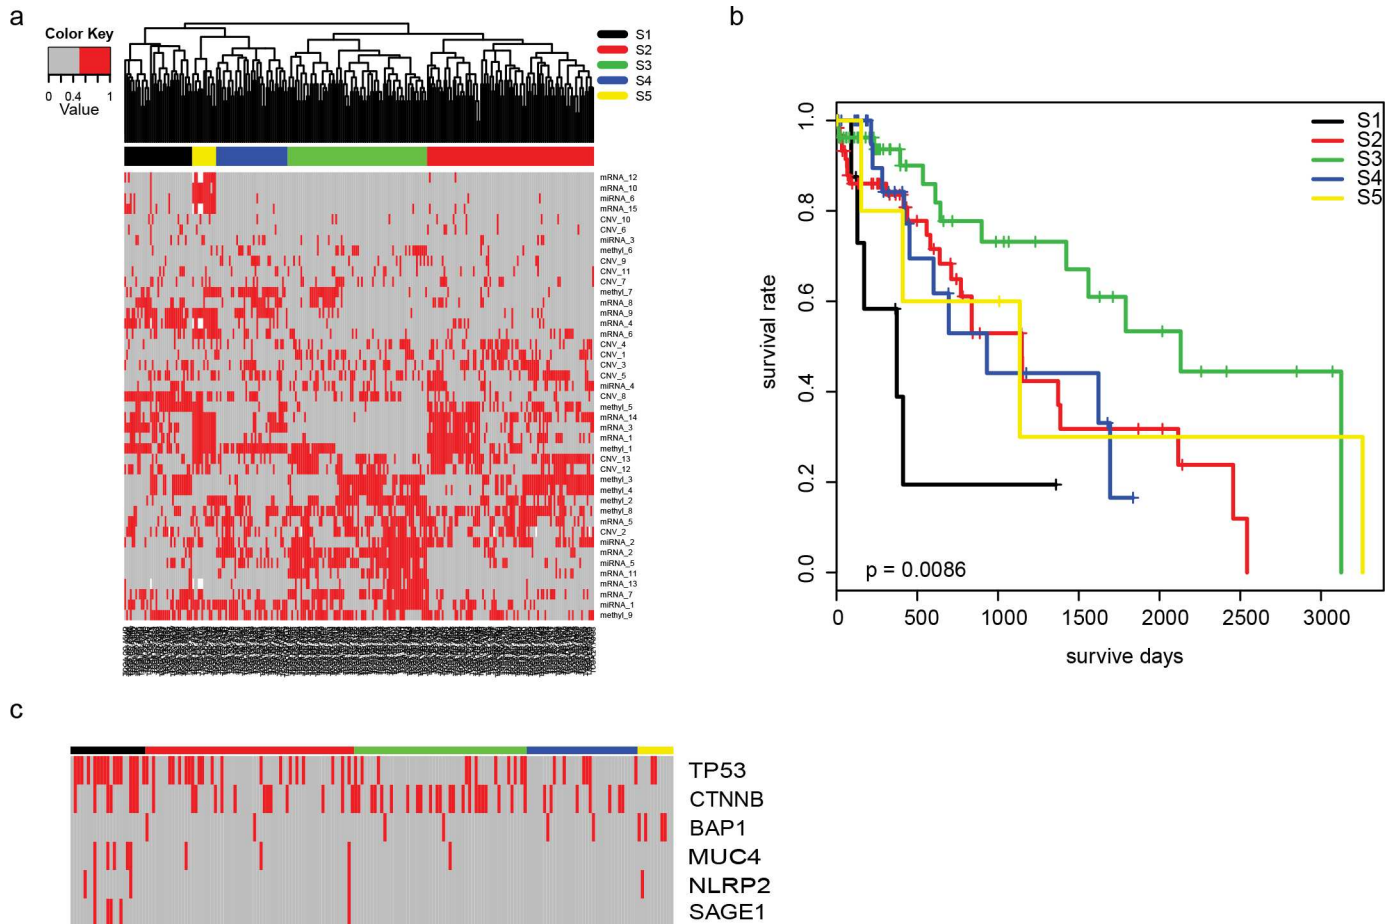 a
Color Key
0 0.4 1
Value
S1
S2
S3
S4
S5
mRNA_12
mRNA_10
miRNA_6
mRNA_15
CNV_10
CNV_6
miRNA_3
methyl_6
CNV_9
CNV_11
CNV_7
methyl_7
mRNA_8
mRNA_9
mRNA_4
mRNA_6
CNV_4
CNV_1
CNV_3
CNV_5
miRNA_4
CNV_8
methyl_5
mRNA_14
mRNA_3
mRNA_1
methyl_1
CNV_13
CNV_12
methyl_3
methyl_4
methyl_2
methyl_8
mRNA_5
CNV_2
miRNA_2
mRNA_2
miRNA_5
mRNA_11
mRNA_13
mRNA_7
miRNA_1
methyl_9
b
S1
S2
S3
S4
S5
1.0
0.8
0.6
0.4
0.2
0.0
survival rate
p = 0.0086
0 500 1000 1500 2000 2500 3000
survive days
c
TP53
CTNNB
BAP1
MUC4
NLRP2
SAGE1